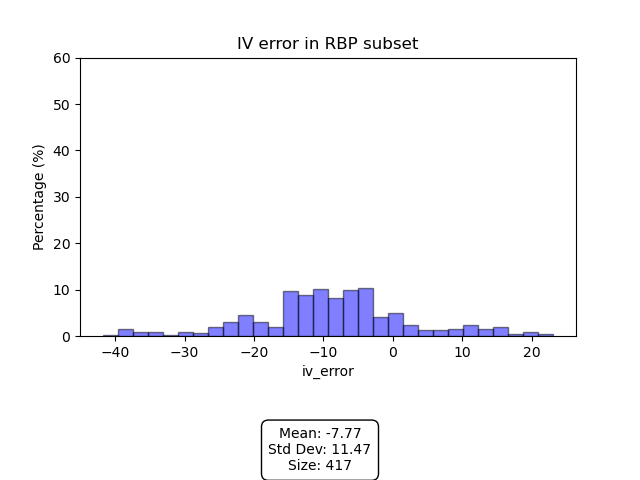 IV error in RBP subset
60
50
40
30
20
10
0
Percentage (%)
−40
−30
−20
−10
0
10
20
iv_error
Mean: -7.77
Std Dev: 11.47
Size: 417